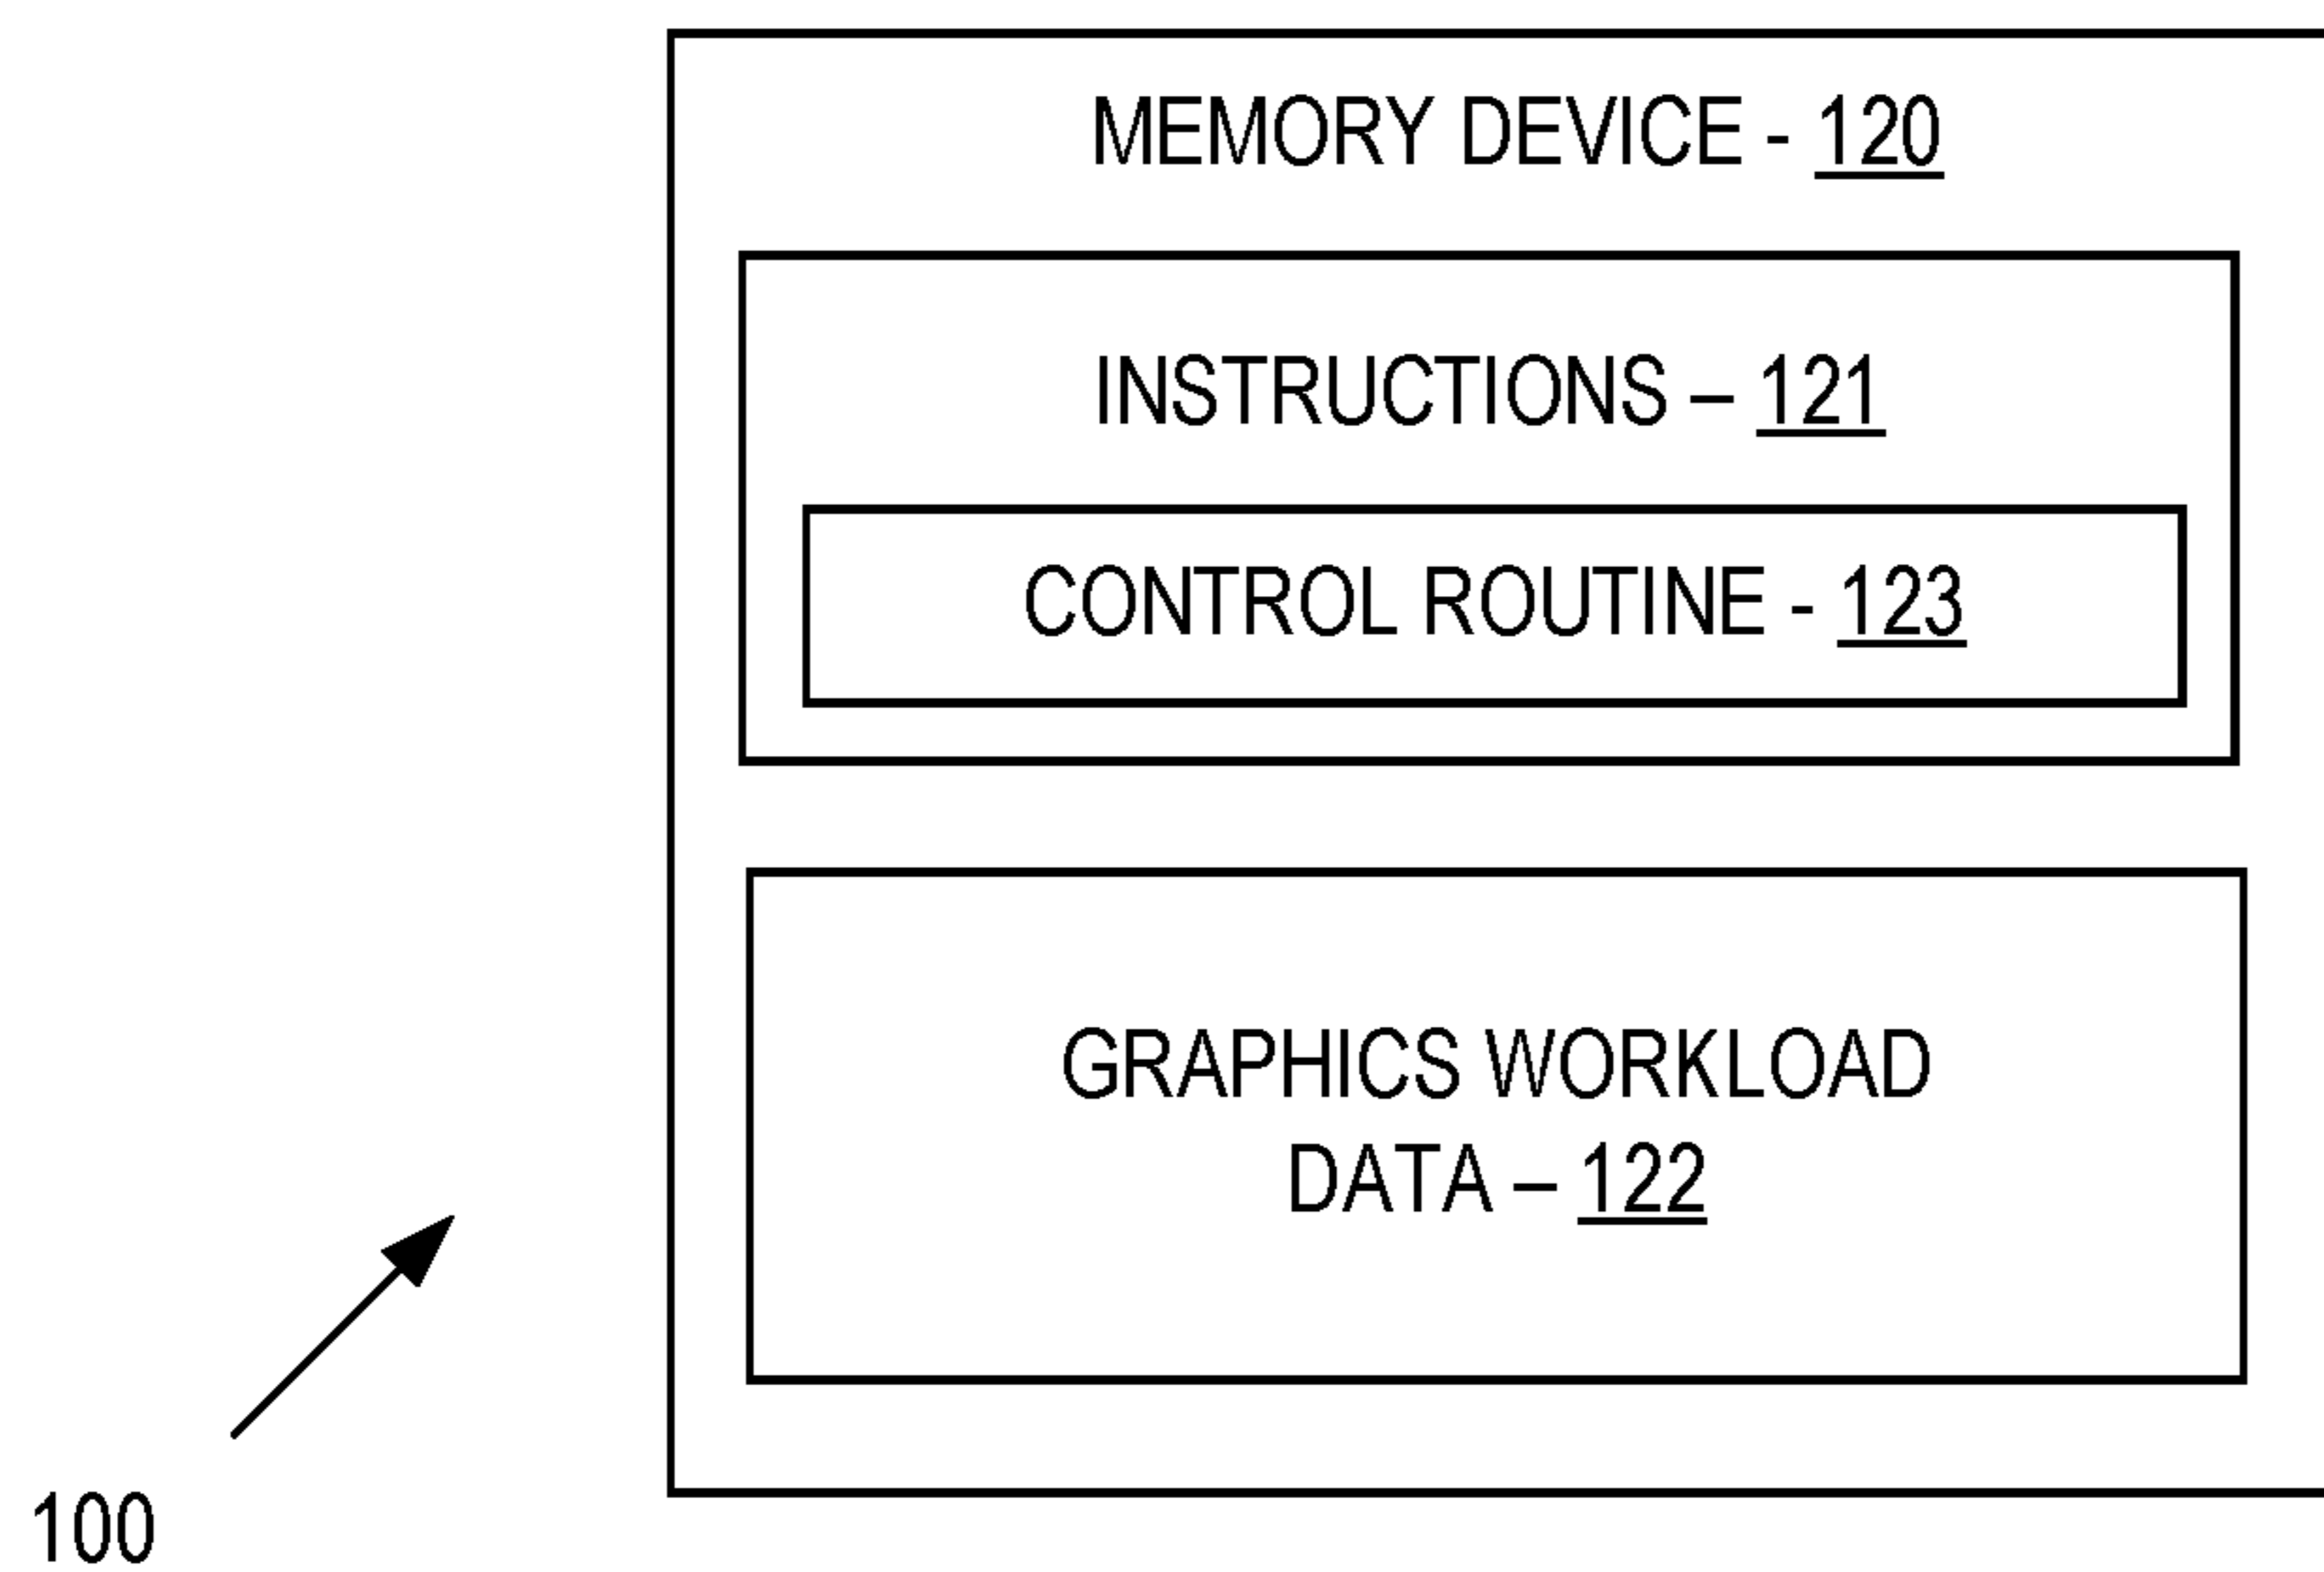 MEMORY DEVICE - 120
INSTRUCTIONS – 121
CONTROL ROUTINE - 123
GRAPHICS WORKLOAD
DATA – 122
100